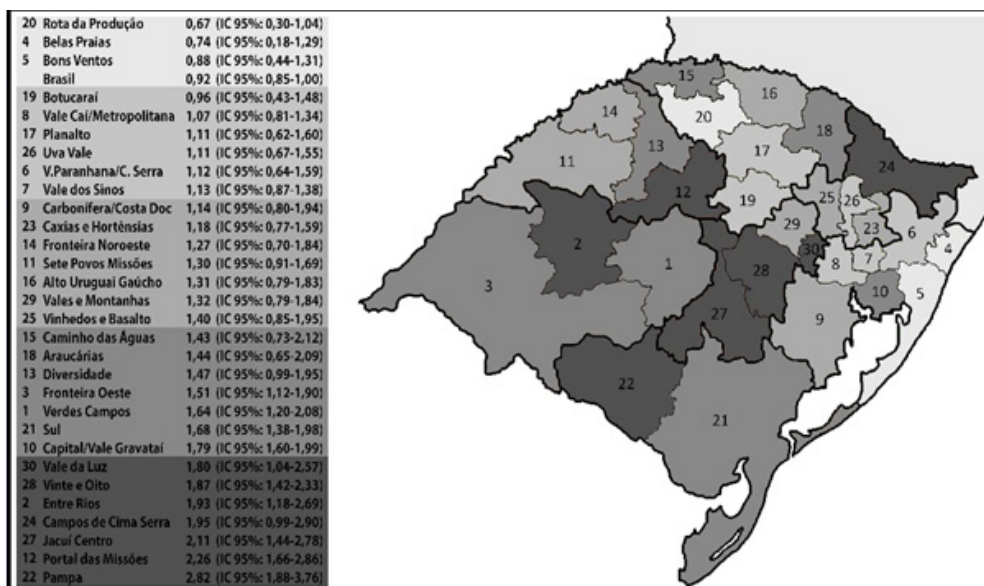 20 Rota da Produção 0,67 (IC 95%: 0,30-1,04)
4 Belas Praias 0,74 (IC 95%: 0,18-1,29)
5 Bons Ventos 0,88 (IC 95%: 0,44-1,31)
Brasil 0,92 (IC 95%: 0,85-1,00)
19 Botucaraí 0,96 (IC 95%: 0,43-1,48)
8 Vale Caí/Metropolitana 1,07 (IC 95%: 0,81-1,34)
17 Planalto 1,11 (IC 95%: 0,62-1,60)
26 Uva Vale 1,11 (IC 95%: 0,67-1,55)
6 V.Paranhana/C. Serra 1,12 (IC 95%: 0,64-1,59)
7 Vale dos Sinos 1,13 (IC 95%: 0,87-1,38)
9 Carbonífera/Costa Doc 1,14 (IC 95%: 0,80-1,94)
23 Caxias e Hortênsias 1,18 (IC 95%: 0,77-1,59)
14 Fronteira Noroeste 1,27 (IC 95%: 0,70-1,84)
11 Sete Povos Missões 1,30 (IC 95%: 0,91-1,69)
16 Alto Uruguai Gaúcho 1,31 (IC 95%: 0,79-1,83)
29 Vales e Montanhas 1,32 (IC 95%: 0,79-1,84)
25 Vinhedos e Basalto 1,40 (IC 95%: 0,85-1,95)
15 Caminho das Águas 1,43 (IC 95%: 0,73-2,12)
18 Araucárias 1,44 (IC 95%: 0,65-2,09)
13 Diversidade 1,47 (IC 95%: 0,99-1,95)
3 Fronteira Oeste 1,51 (IC 95%: 1,12-1,90)
1 Verdes Campos 1,64 (IC 95%: 1,20-2,08)
21 Sul 1,68 (IC 95%: 1,38-1,98)
10 Capital/Vale Gravataí 1,79 (IC 95%: 1,60-1,99)
30 Vale da Luz 1,80 (IC 95%: 1,04-2,57)
28 Vinte e Oito 1,87 (IC 95%: 1,42-2,33)
2 Entre Rios 1,93 (IC 95%: 1,18-2,69)
24 Campos de Cima Serra 1,95 (IC 95%: 0,99-2,90)
27 Jacuí Centro 2,11 (IC 95%: 1,44-2,78)
12 Portal das Missões 2,26 (IC 95%: 1,66-2,86)
22 Pampa 2,82 (IC 95%: 1,88-3,76)
15
16
14
20
18
13
17
11
24
12
19
25
26
29
23
6
2
30
4
1
28
8
7
3
10
5
27
9
22
21